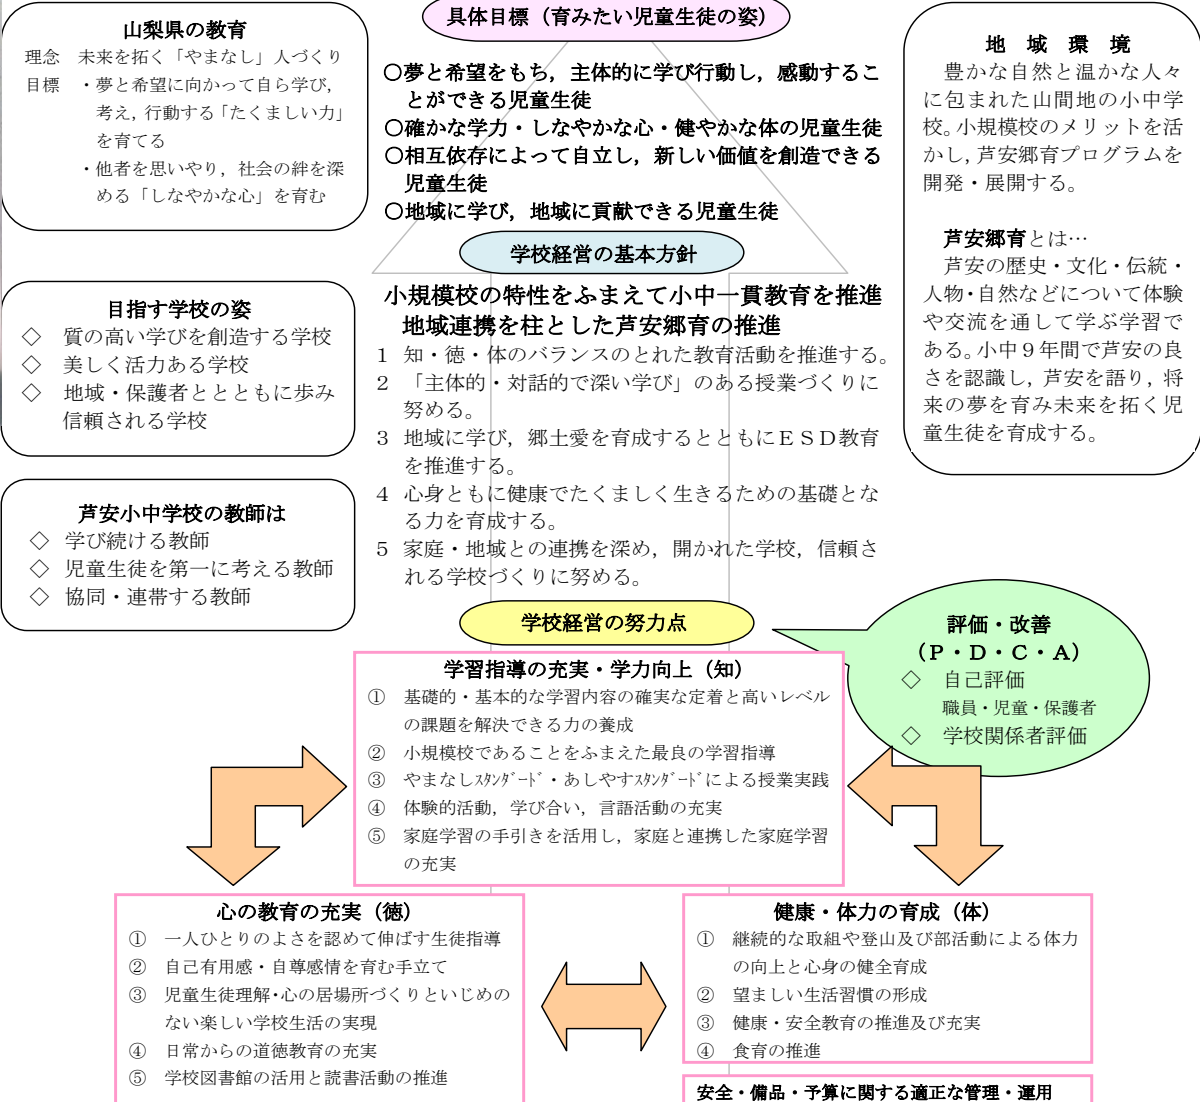 山梨県の教育
理念　未来を拓く「やまなし」人づくり
目標　・夢と希望に向かって自ら学び，
考え，行動する「たくましい力」
を育てる
・他者を思いやり，社会の絆を深
める「しなやかな心」を育む
目指す学校の姿
◇　質の高い学びを創造する学校
◇　美しく活力ある学校
◇　地域・保護者ととともに歩み
信頼される学校
芦安小中学校の教師は
◇　学び続ける教師
◇　児童生徒を第一に考える教師
◇　協同・連帯する教師
具体目標（育みたい児童生徒の姿）
○夢と希望をもち，主体的に学び行動し，感動するこ
とができる児童生徒
○確かな学力・しなやかな心・健やかな体の児童生徒
○相互依存によって自立し，新しい価値を創造できる
児童生徒
○地域に学び，地域に貢献できる児童生徒
学校経営の基本方針
小規模校の特性をふまえて小中一貫教育を推進
地域連携を柱とした芦安郷育の推進
1　知・徳・体のバランスのとれた教育活動を推進する。
2　「主体的・対話的で深い学び」のある授業づくりに
努める。
3　地域に学び，郷土愛を育成するとともにＥＳＤ教育
を推進する。
4　心身ともに健康でたくましく生きるための基礎とな
る力を育成する。
5　家庭・地域との連携を深め，開かれた学校，信頼さ
れる学校づくりに努める。
地　域　環　境
豊かな自然と温かな人々
に包まれた山間地の小中学
校。小規模校のメリットを活
かし，芦安郷育プログラムを
開発・展開する。
芦安郷育とは…
芦安の歴史・文化・伝統・
人物・自然などについて体験
や交流を通して学ぶ学習で
ある。小中９年間で芦安の良
さを認識し，芦安を語り，将
来の夢を育み未来を拓く児
童生徒を育成する。
学校経営の努力点
評価・改善
（Ｐ・Ｄ・Ｃ・Ａ）
◇　自己評価
職員・児童・保護者
◇　学校関係者評価
学習指導の充実・学力向上（知）
①　基礎的・基本的な学習内容の確実な定着と高いレベル
の課題を解決できる力の養成
②　小規模校であることをふまえた最良の学習指導
③　やまなしｽﾀﾝﾀﾞｰﾄﾞ・あしやすｽﾀﾝﾀﾞｰﾄﾞによる授業実践
④　体験的活動，学び合い，言語活動の充実
⑤　家庭学習の手引きを活用し，家庭と連携した家庭学習
の充実
心の教育の充実（徳）
①　一人ひとりのよさを認めて伸ばす生徒指導
②　自己有用感・自尊感情を育む手立て
③　児童生徒理解・心の居場所づくりといじめの
ない楽しい学校生活の実現
④　日常からの道徳教育の充実
⑤　学校図書館の活用と読書活動の推進
健康・体力の育成（体）
①　継続的な取組や登山及び部活動による体力
の向上と心身の健全育成
②　望ましい生活習慣の形成
③　健康・安全教育の推進及び充実
④　食育の推進
安全・備品・予算に関する適正な管理・運用